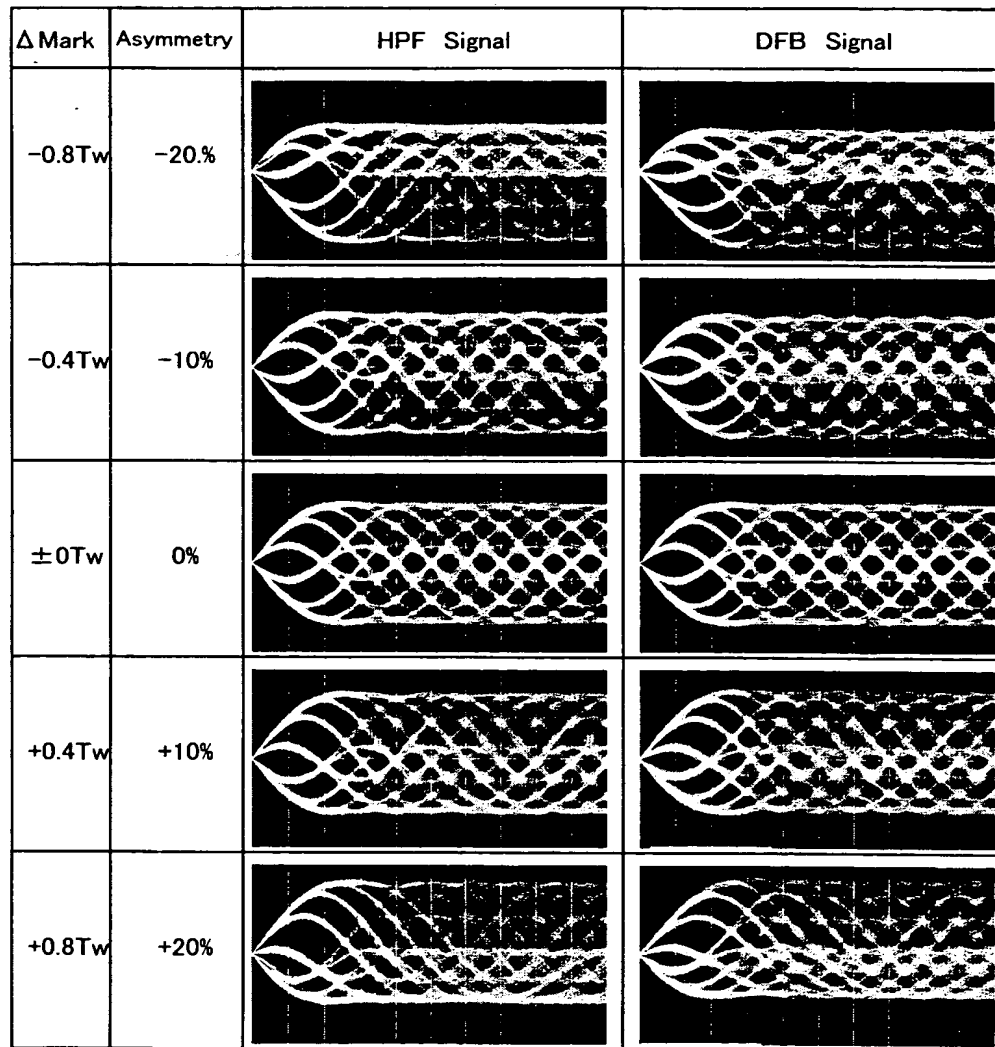 Δ Mark Asymmetry HPF Signal DFB Signal
−0.8Tw −20.%
−0.4Tw −10%
±0Tw 0%
+0.4Tw +10%
+0.8Tw +20%